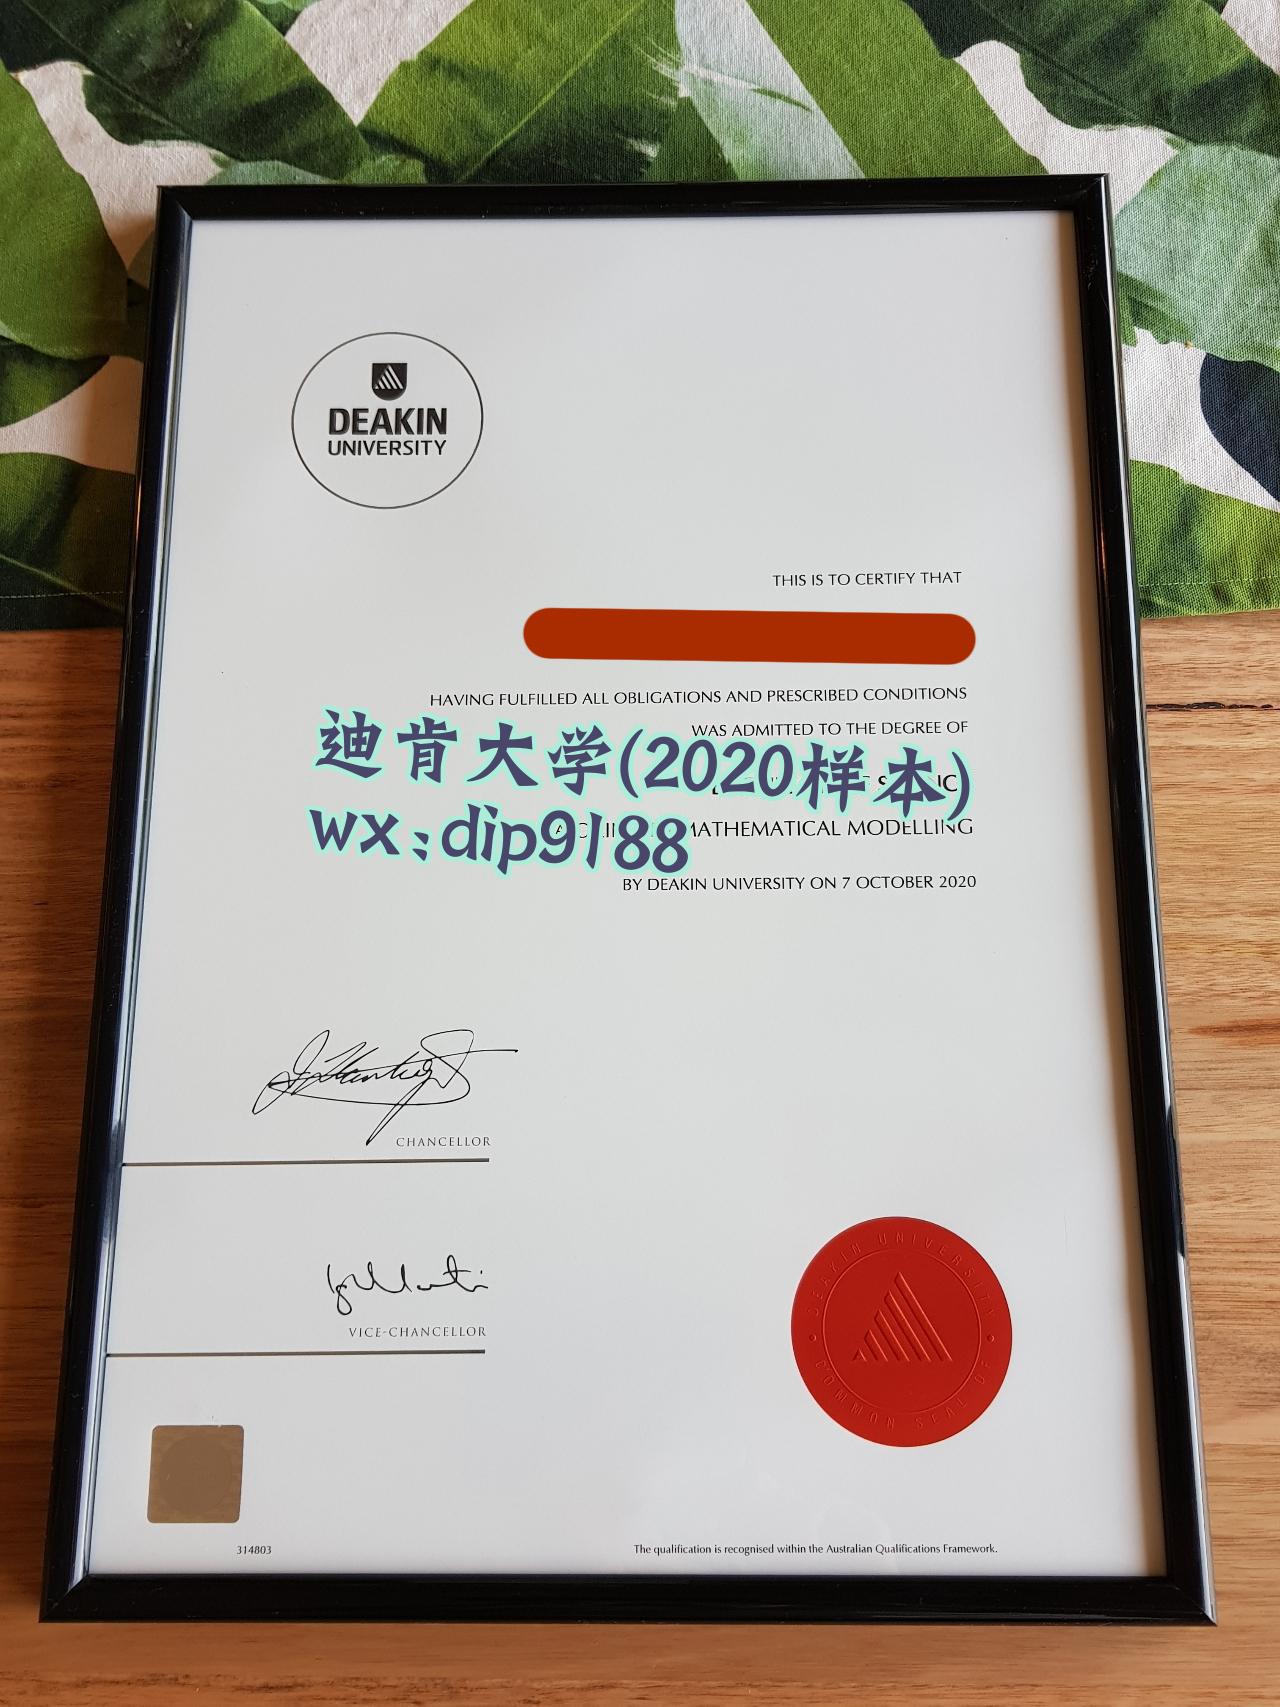 DEAKIN
UNIVERSITY
THIS IS TO CERTIFY THAT
HAVING FULFILLED ALL OBLIGATIONS AND PRESCRIBED CONDITIONS
WAS ADMITTED TO THE DEGREE OF
迪肯大学(2020样本)
wx:dip9188
MATHEMATICAL MODELLING
BY DEAKIN UNIVERSITY ON 7 OCTOBER 2020
CHANCELLOR
VICE-CHANCELLOR
DEAKIN UNIVERSITY
COMMON SEAL OF
314803
The qualification is recognised within the Australian Qualifications Framework.